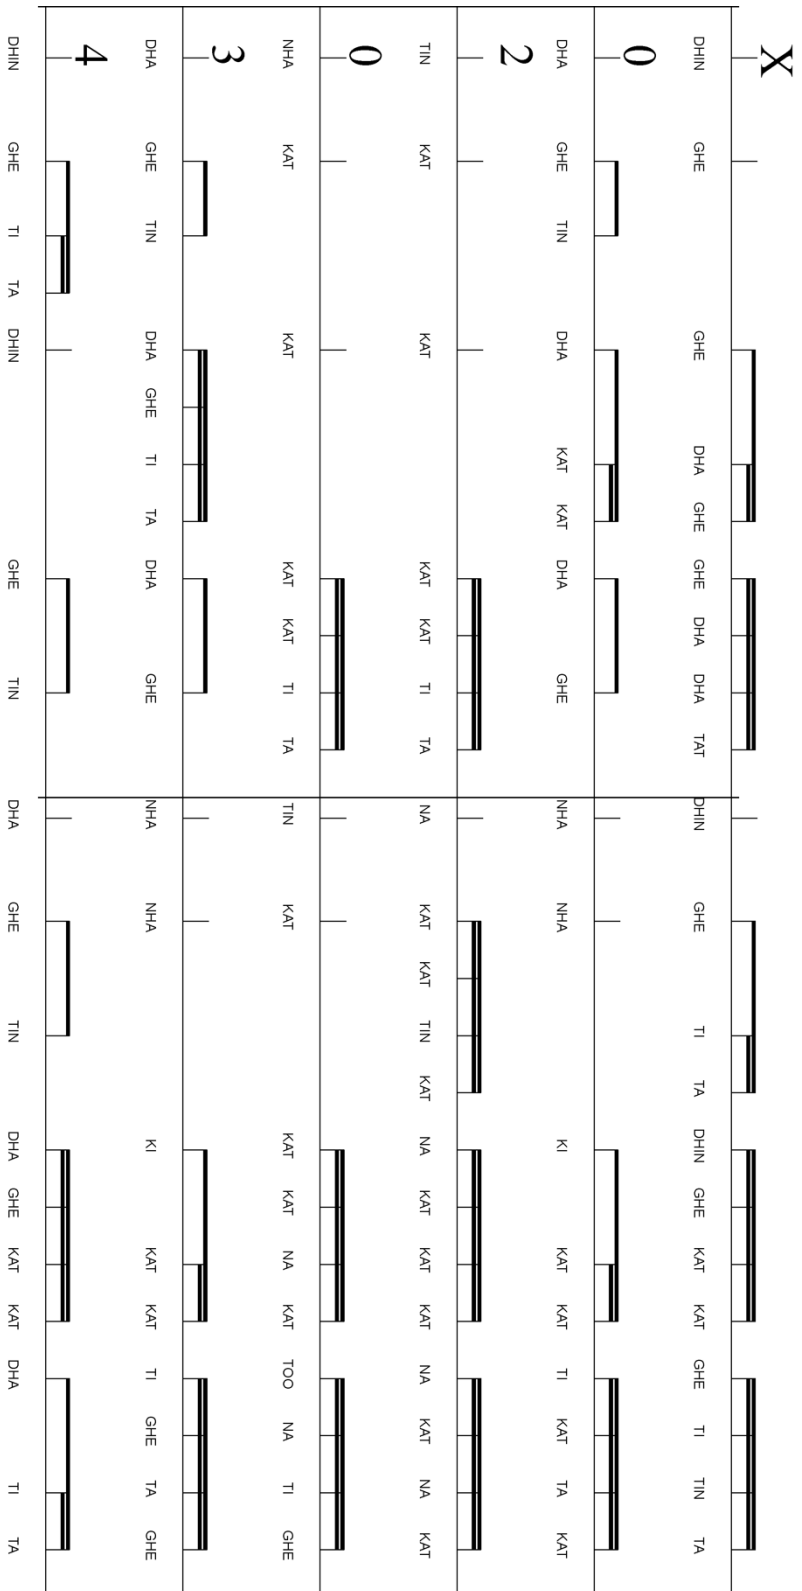 X
DHIN GHE GHE DHA GHE GHE DHA DHA TAT DHIN GHE TI TA DHIN GHE KAT KAT GHE TI TIN TA
0
DHA GHE TIN DHA KAT KAT DHA GHE NHA NHA KI KAT KAT TI KAT TA KAT
2
TIN KAT KAT KAT KAT TI TA NA KAT KAT TIN KAT NA KAT KAT KAT NA KAT NA KAT
0
NHA KAT KAT KAT KAT TI TA TIN KAT KAT KAT NA KAT TOO NA TI GHE
3
DHA GHE TIN DHA GHE TI TA DHA GHE NHA NHA KI KAT KAT TI GHE TA GHE
4
DHIN GHE TI TA DHIN GHE TIN DHA GHE TIN DHA GHE KAT KAT DHA TI TA